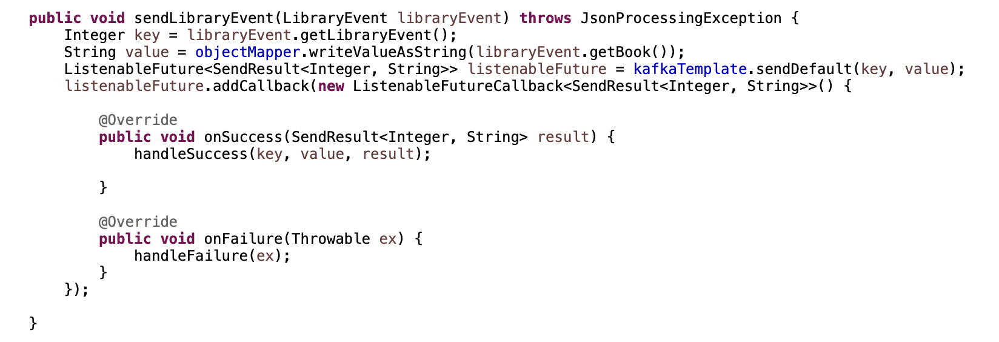 public void sendLibraryEvent(LibraryEvent libraryEvent) throws JsonProcessingException {
    Integer key = libraryEvent.getLibraryEvent();
    String value = objectMapper.writeValueAsString(libraryEvent.getBook());
    ListenableFuture<SendResult<Integer, String>> listenableFuture = kafkaTemplate.sendDefault(key, value);
    listenableFuture.addCallback(new ListenableFutureCallback<SendResult<Integer, String>>() {
        @Override
        public void onSuccess(SendResult<Integer, String> result) {
            handleSuccess(key, value, result);
        }
        @Override
        public void onFailure(Throwable ex) {
            handleFailure(ex);
        }
    });
}